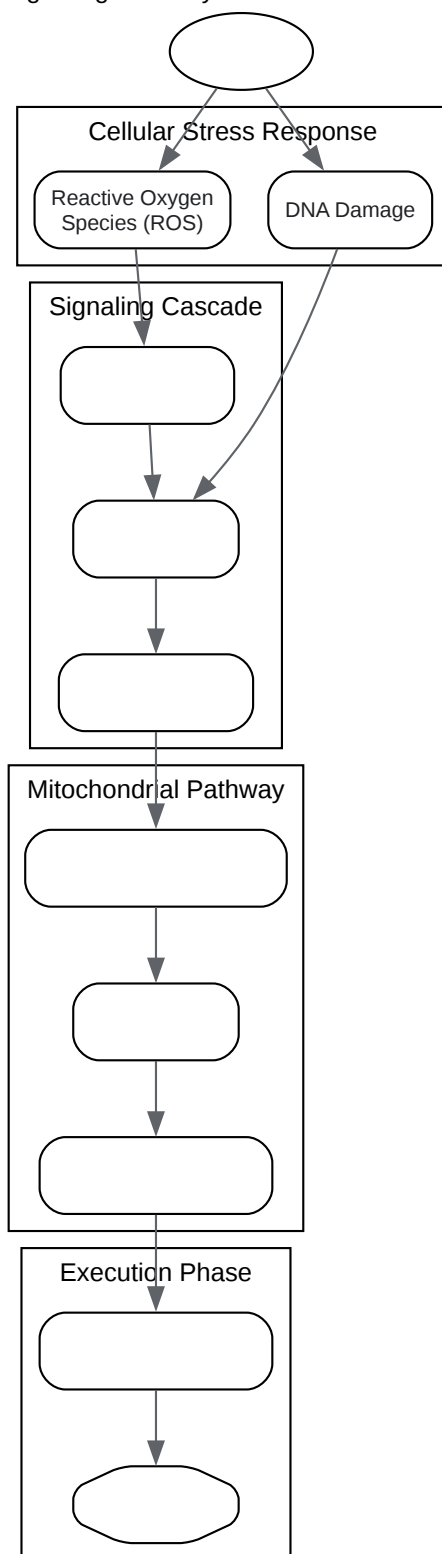 Cellular Stress Response
Reactive Oxygen
Species (ROS)
DNA Damage
Signaling Cascade
Mitochondrial Pathway
Execution Phase